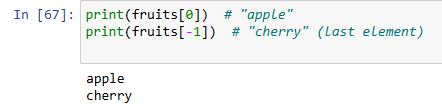 In [67]: print(fruits[0])  # "apple"
print(fruits[-1])  # "cherry" (last element)
apple
cherry